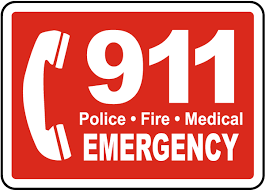 911
Police • Fire • Medical
EMERGENCY